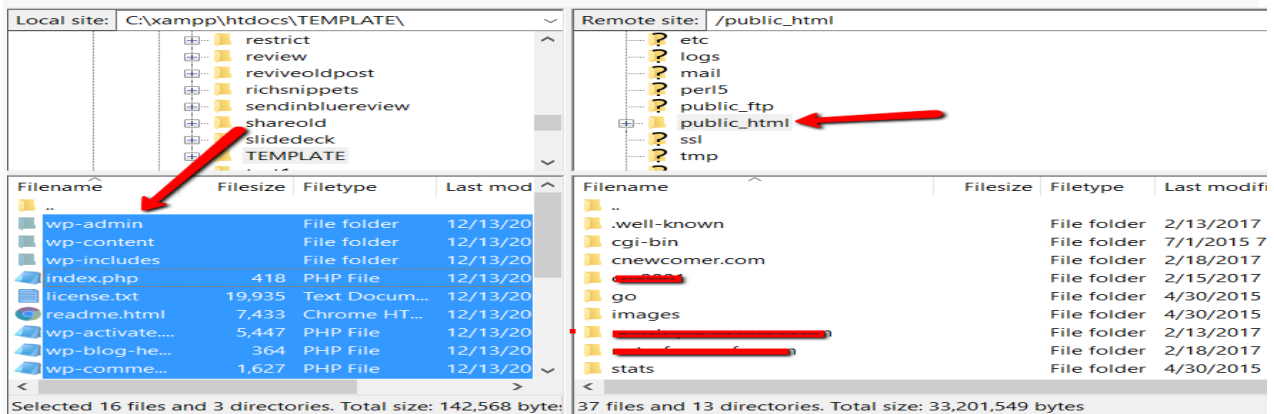 Local site: C:\xampp\htdocs\TEMPLATE\
restrict
review
reviveoldpost
richsnippets
sendinbluereview
shareold
slidedeck
TEMPLATE
Filename Filesize Filetype Last mod
..
wp-admin File folder 12/13/20
wp-content File folder 12/13/20
wp-includes File folder 12/13/20
index.php 418 PHP File 12/13/20
license.txt 19,935 Text Docum... 12/13/20
readme.html 7,433 Chrome HT... 12/13/20
wp-activate.... 5,447 PHP File 12/13/20
wp-blog-he... 364 PHP File 12/13/20
wp-comme... 1,627 PHP File 12/13/20
Selected 16 files and 3 directories. Total size: 142,568 byte
Remote site: /public_html
etc
logs
mail
perl5
public_ftp
public_html
ssl
tmp
Filename Filesize Filetype Last modifi
..
.well-known File folder 2/13/2017
cgi-bin File folder 7/1/2015 7
cnewcomer.com File folder 2/18/2017
File folder 2/15/2017
go File folder 4/30/2015
images File folder 4/30/2015
File folder 2/13/2017
File folder 2/18/2017
stats File folder 4/30/2015
37 files and 13 directories. Total size: 33,201,549 bytes